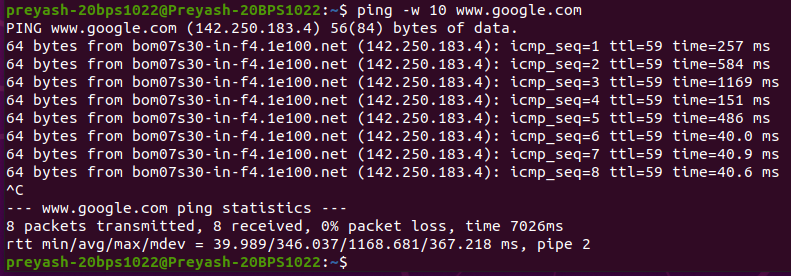 preyash-20bps1022@Preyash-20BPS1022:~$ ping -w 10 www.google.com
PING www.google.com (142.250.183.4) 56(84) bytes of data.
64 bytes from bom07s30-in-f4.1e100.net (142.250.183.4): icmp_seq=1 ttl=59 time=257 ms
64 bytes from bom07s30-in-f4.1e100.net (142.250.183.4): icmp_seq=2 ttl=59 time=584 ms
64 bytes from bom07s30-in-f4.1e100.net (142.250.183.4): icmp_seq=3 ttl=59 time=1169 ms
64 bytes from bom07s30-in-f4.1e100.net (142.250.183.4): icmp_seq=4 ttl=59 time=151 ms
64 bytes from bom07s30-in-f4.1e100.net (142.250.183.4): icmp_seq=5 ttl=59 time=486 ms
64 bytes from bom07s30-in-f4.1e100.net (142.250.183.4): icmp_seq=6 ttl=59 time=40.0 ms
64 bytes from bom07s30-in-f4.1e100.net (142.250.183.4): icmp_seq=7 ttl=59 time=40.9 ms
64 bytes from bom07s30-in-f4.1e100.net (142.250.183.4): icmp_seq=8 ttl=59 time=40.6 ms
^C
--- www.google.com ping statistics ---
8 packets transmitted, 8 received, 0% packet loss, time 7026ms
rtt min/avg/max/mdev = 39.989/346.037/1168.681/367.218 ms, pipe 2
preyash-20bps1022@Preyash-20BPS1022:~$